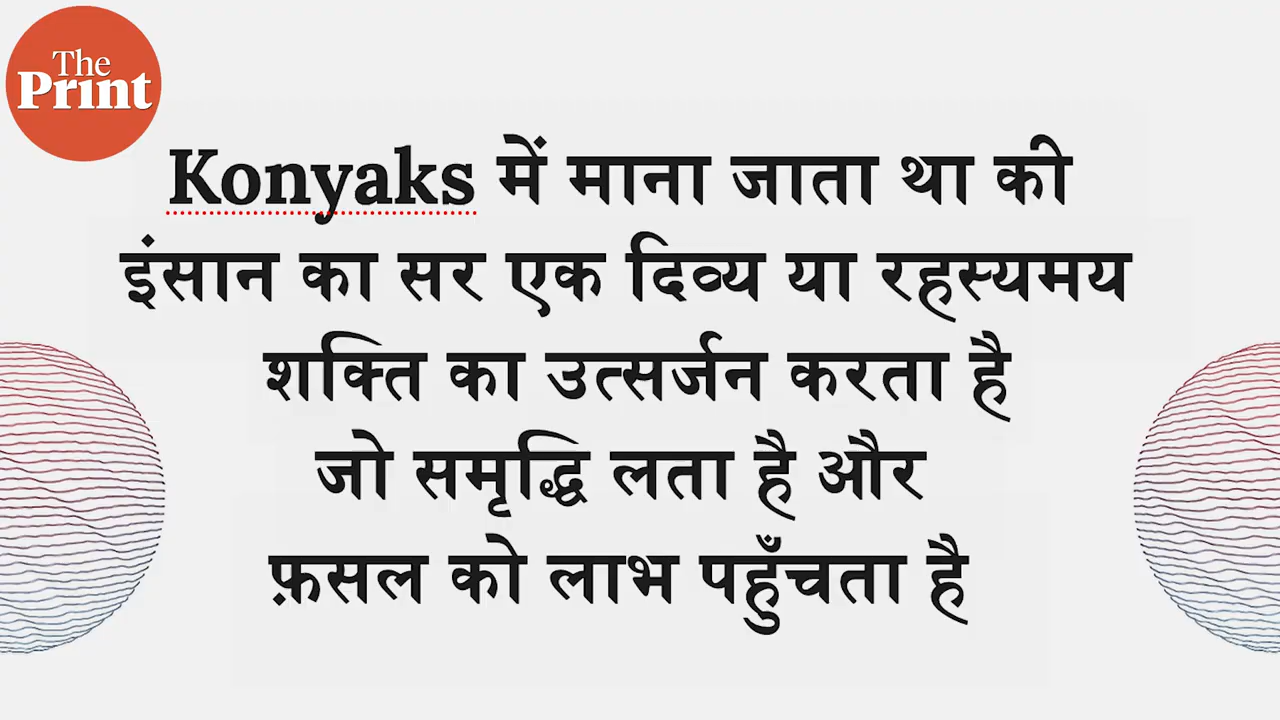 The
Print
Konyaks में माना जाता था की
इंसान का सर एक दिव्य या रहस्यमय
शक्ति का उत्सर्जन करता है
जो समृद्धि लता है और
फ़सल को लाभ पहुँचता है